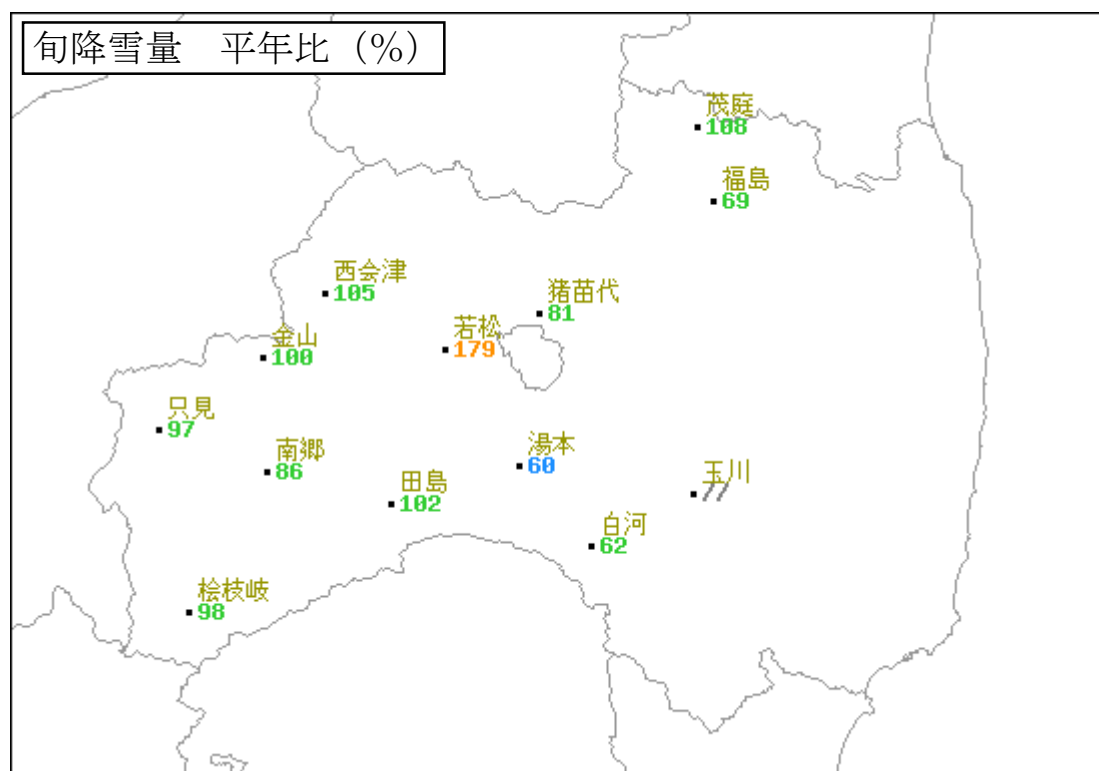 旬降雪量　平年比（%）
茂庭
108
福島
69
西会津
105
猪苗代
81
若松
179
金山
100
只見
97
南郷
86
湯本
60
田島
102
玉川
//
白河
62
桧枝岐
98